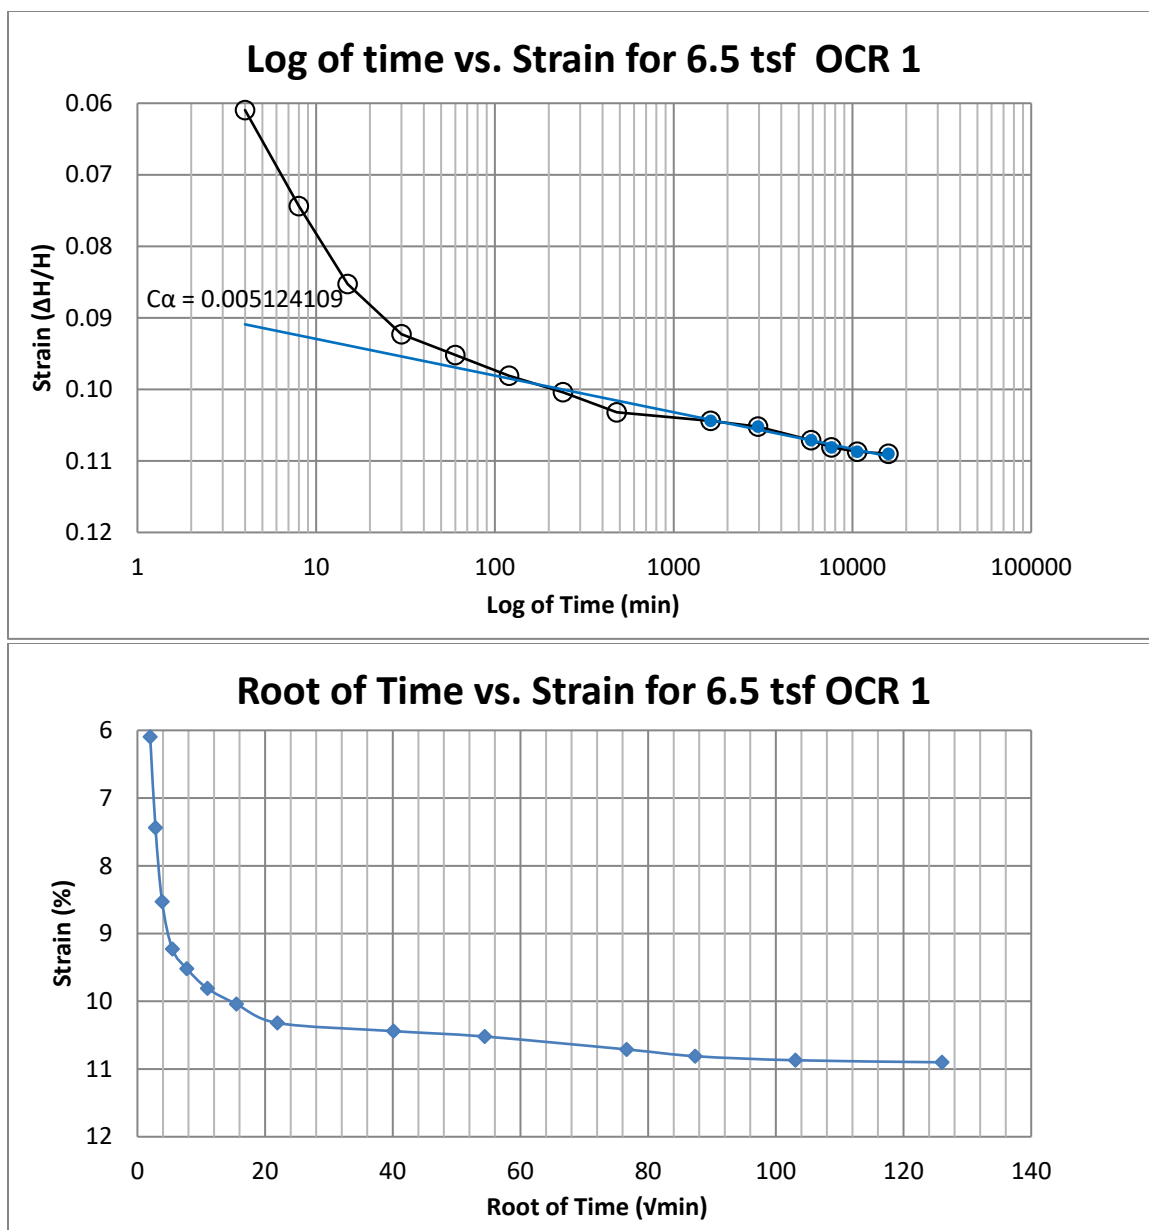 Log of time vs. Strain for 6.5 tsf OCR 1
0.06
0.07
0.08
0.09
0.10
0.11
0.12
Strain (ΔH/H)
Cα = 0.005124109
1 10 100 1000 10000 100000
Log of Time (min)
Root of Time vs. Strain for 6.5 tsf OCR 1
6
7
8
9
10
11
12
Strain (%)
0 20 40 60 80 100 120 140
Root of Time (√min)